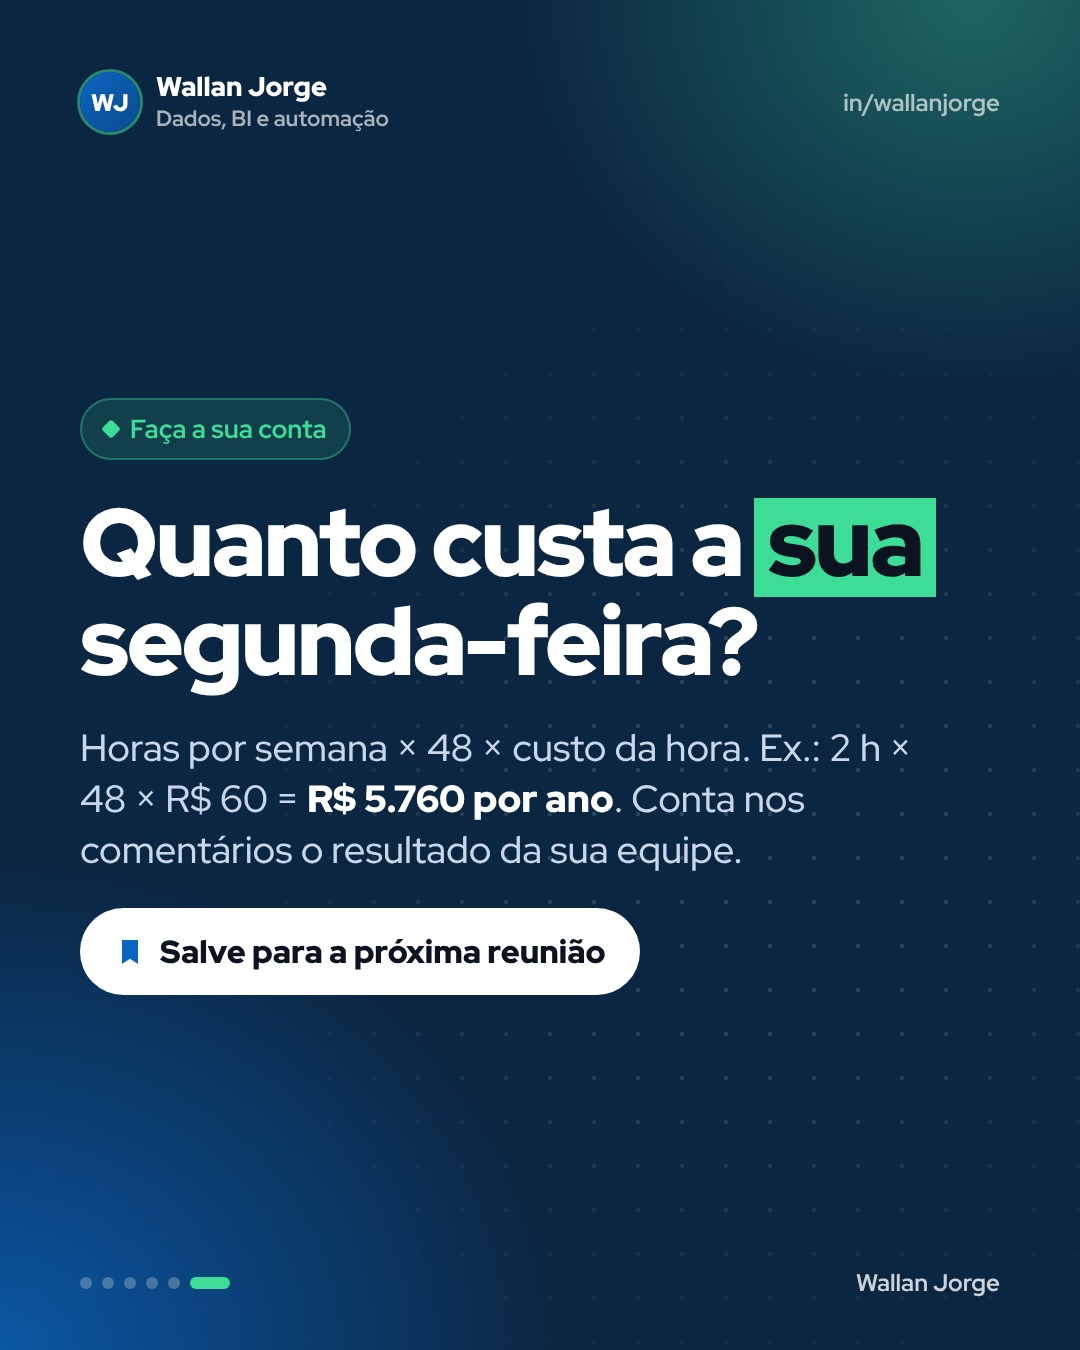 WJ
Wallan Jorge
Dados, BI e automação
in/wallanjorge
Faça a sua conta
Quanto custa a sua
segunda-feira?
Horas por semana × 48 × custo da hora. Ex.: 2 h ×
48 × R$ 60 = R$ 5.760 por ano. Conta nos
comentários o resultado da sua equipe.
Salve para a próxima reunião
Wallan Jorge